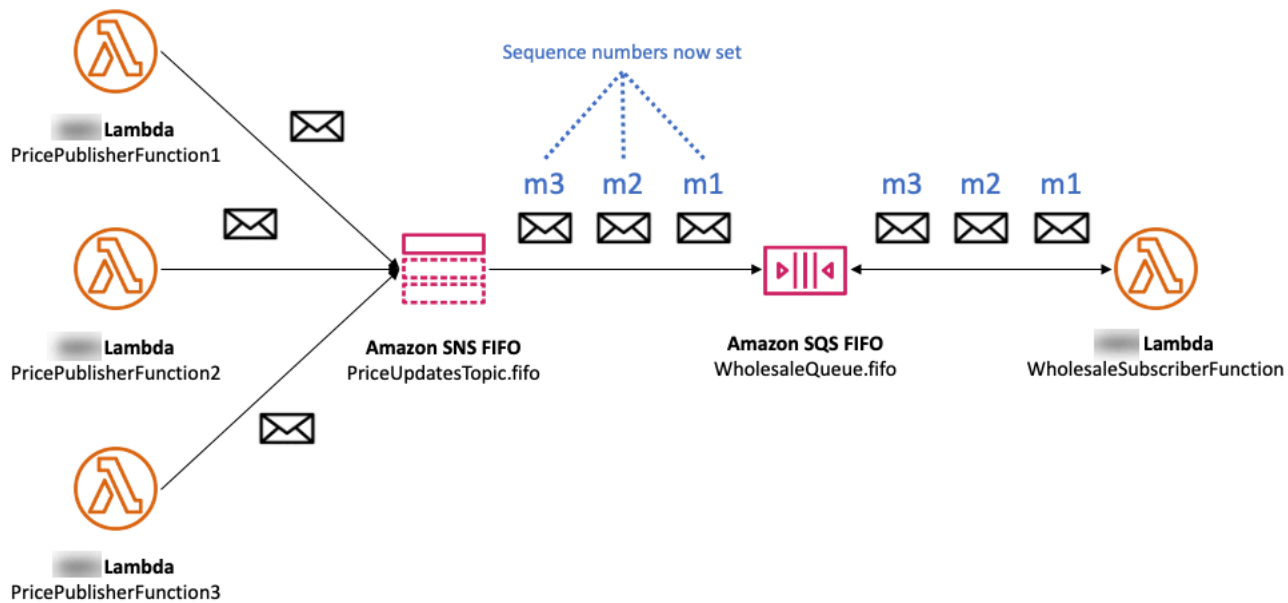 Sequence numbers now set
m3 m2 m1
m3 m2 m1
Lambda
PricePublisherFunction1
Lambda
PricePublisherFunction2
Lambda
PricePublisherFunction3
Amazon SNS FIFO
PriceUpdatesTopic.fifo
Amazon SQS FIFO
WholesaleQueue.fifo
Lambda
WholesaleSubscriberFunction